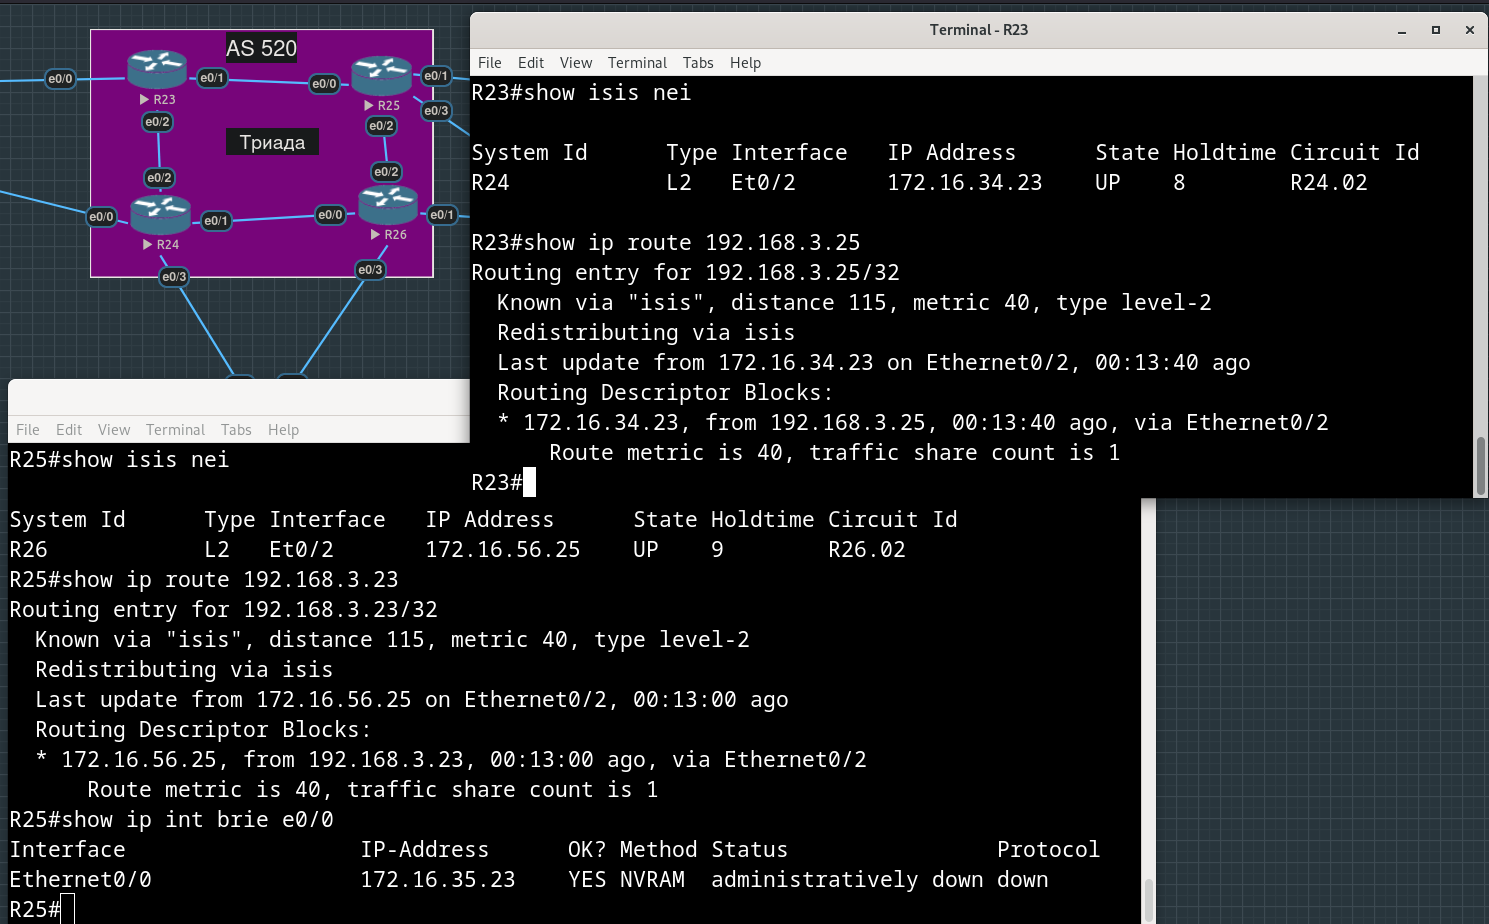 AS 520
e0/0
R23
e0/1
e0/0
R25
e0/1
e0/3
e0/2
e0/2
Триада
e0/2
e0/2
e0/0
R24
e0/1
e0/0
R26
e0/1
e0/3
e0/3
Terminal - R23
File Edit View Terminal Tabs Help
R23#show isis nei
System Id Type Interface IP Address State Holdtime Circuit Id
R24 L2 Et0/2 172.16.34.23 UP 8 R24.02
R23#show ip route 192.168.3.25
Routing entry for 192.168.3.25/32
Known via "isis", distance 115, metric 40, type level-2
Redistributing via isis
Last update from 172.16.34.23 on Ethernet0/2, 00:13:40 ago
Routing Descriptor Blocks:
* 172.16.34.23, from 192.168.3.25, 00:13:40 ago, via Ethernet0/2
Route metric is 40, traffic share count is 1
R23#
File Edit View Terminal Tabs Help
R25#show isis nei
System Id Type Interface IP Address State Holdtime Circuit Id
R26 L2 Et0/2 172.16.56.25 UP 9 R26.02
R25#show ip route 192.168.3.23
Routing entry for 192.168.3.23/32
Known via "isis", distance 115, metric 40, type level-2
Redistributing via isis
Last update from 172.16.56.25 on Ethernet0/2, 00:13:00 ago
Routing Descriptor Blocks:
* 172.16.56.25, from 192.168.3.23, 00:13:00 ago, via Ethernet0/2
Route metric is 40, traffic share count is 1
R25#show ip int brie e0/0
Interface IP-Address OK? Method Status Protocol
Ethernet0/0 172.16.35.23 YES NVRAM administratively down down
R25#